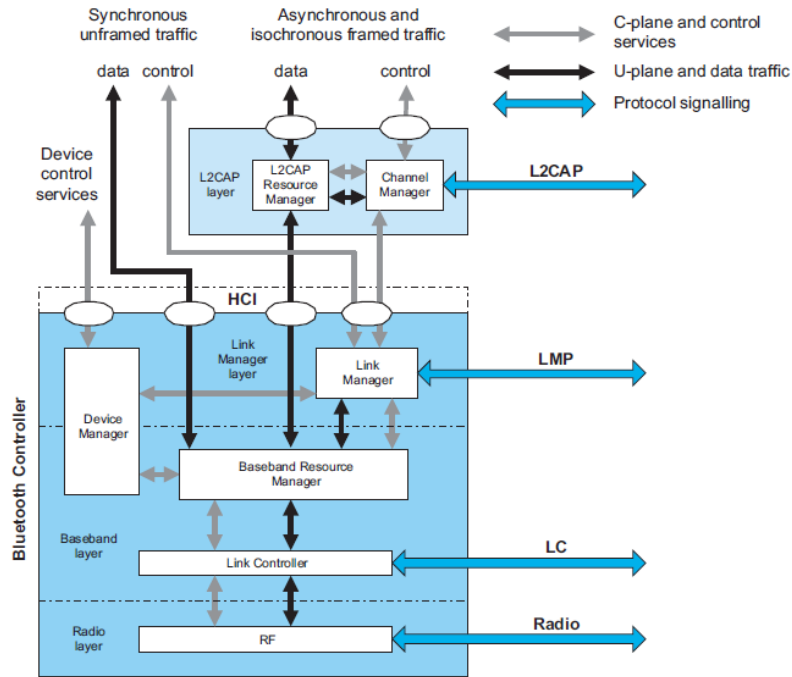 Synchronous
unframed traffic
Asynchronous and
isochronous framed traffic
C-plane and control
services
data control
data
control
U-plane and data traffic
Protocol signalling
Device
control
services
L2CAP
layer
L2CAP
Resource
Manager
Channel
Manager
L2CAP
HCI
Link
Manager
layer
Link
Manager
LMP
Device
Manager
Baseband Resource
Manager
Bluetooth Controller
Baseband
layer
Link Controller
LC
Radio
layer
RF
Radio